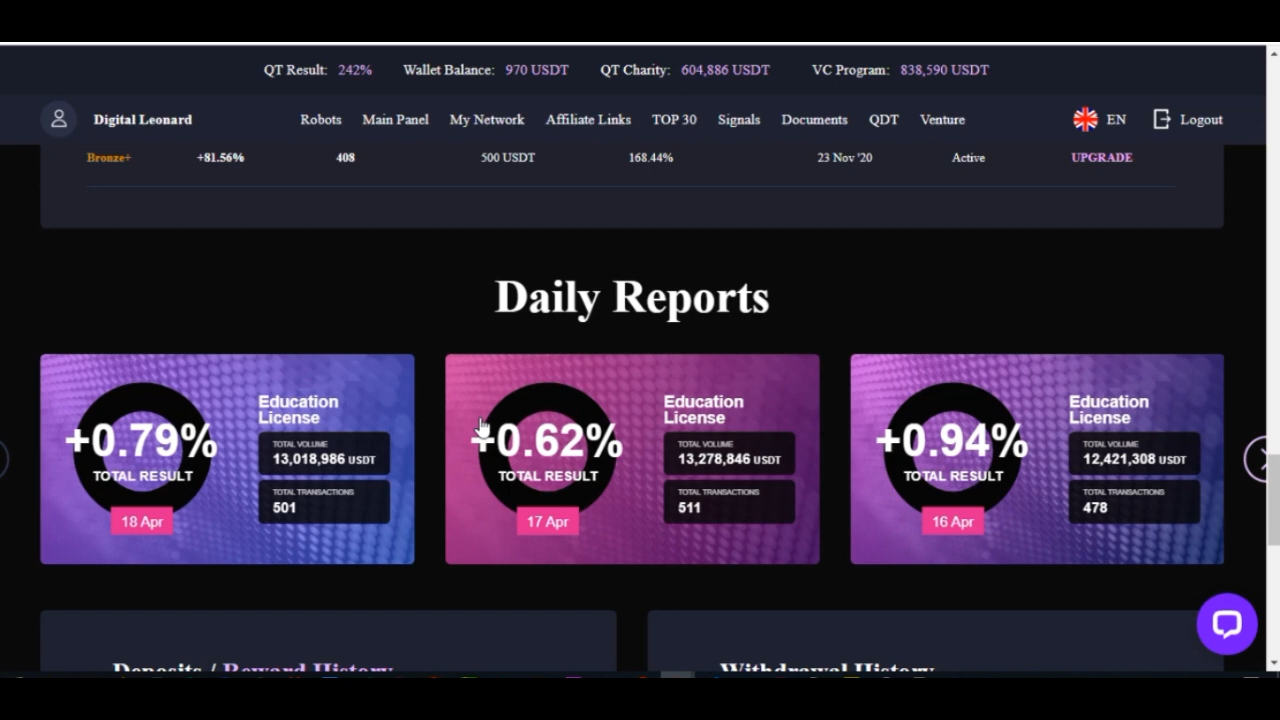 QT Result: 242% Wallet Balance: 970 USDT QT Charity: 604,886 USDT VC Program: 838,590 USDT
Digital Leonard Robots Main Panel My Network Affiliate Links TOP 30 Signals Documents QDT Venture EN Logout
Bronze+ +81.56% 408 500 USDT 168.44% 23 Nov '20 Active UPGRADE
Daily Reports
+0.79%
TOTAL RESULT
18 Apr
Education
License
TOTAL VOLUME
13,018,986 USDT
TOTAL TRANSACTIONS
501
+0.62%
TOTAL RESULT
17 Apr
Education
License
TOTAL VOLUME
13,278,846 USDT
TOTAL TRANSACTIONS
511
+0.94%
TOTAL RESULT
16 Apr
Education
License
TOTAL VOLUME
12,421,308 USDT
TOTAL TRANSACTIONS
478
Deposits / Reward History
Withdrawal History